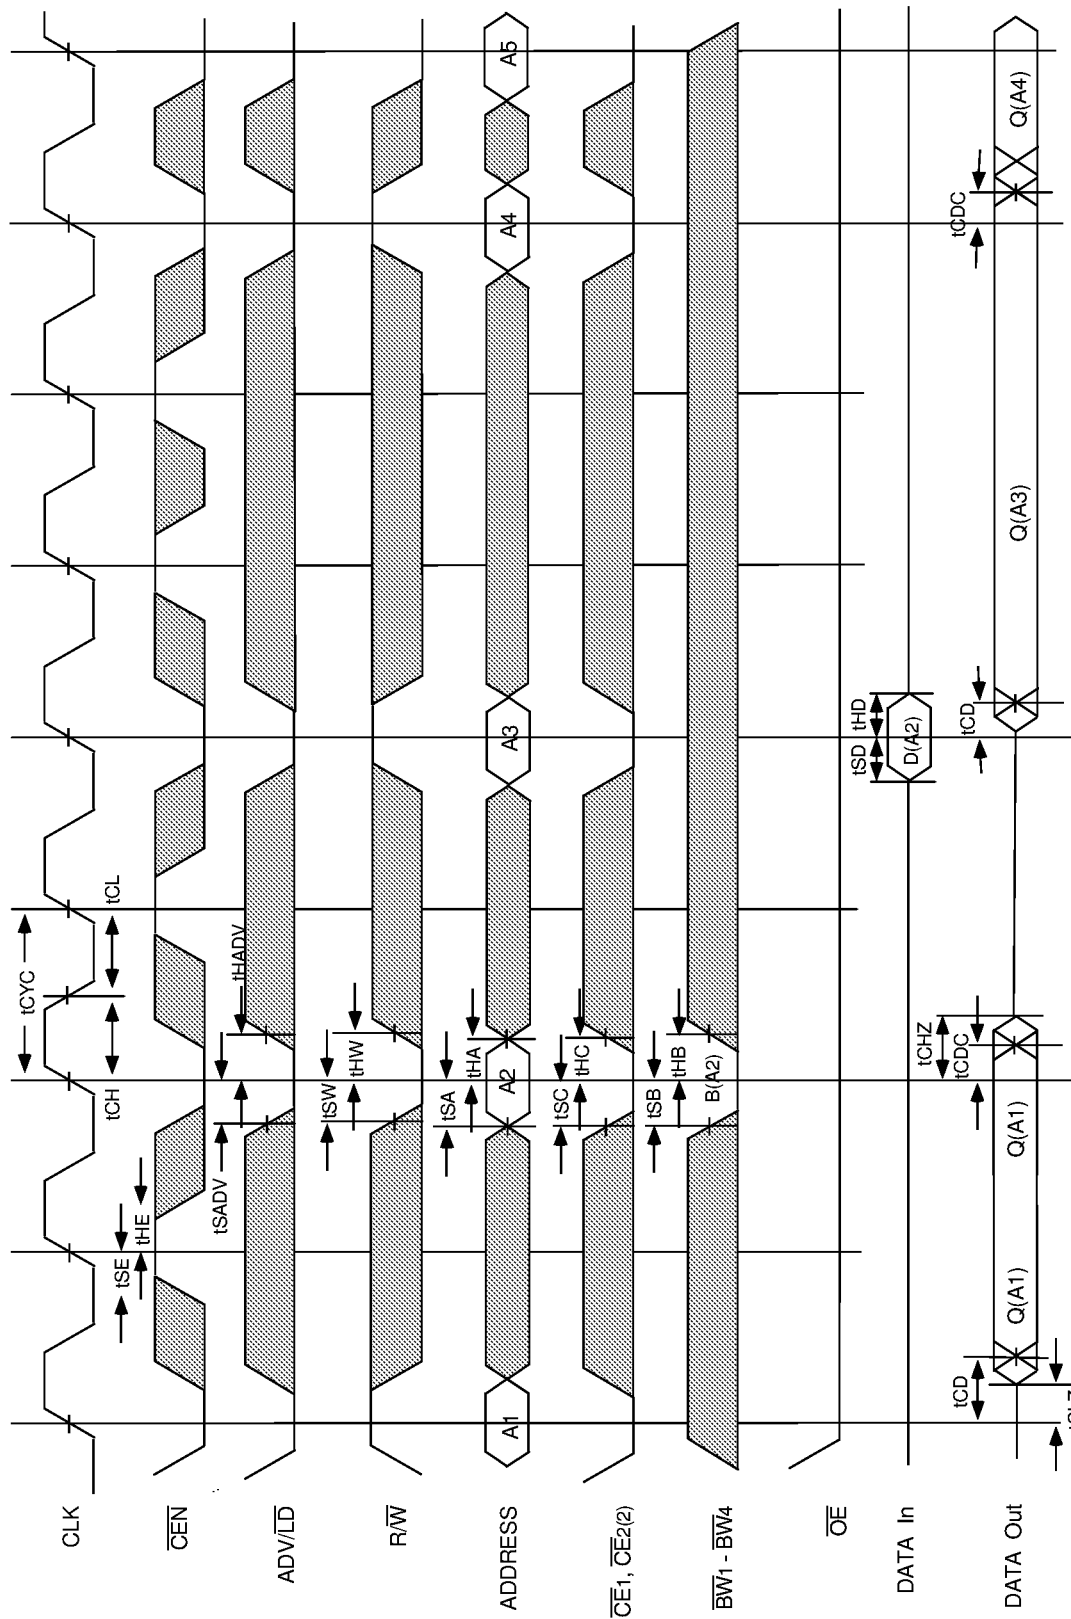 CLK
tCYC
tCH
tCL
CEN
tSE
tHE
ADV/LD
tSADV
tHADV
R/W
tSW
tHW
ADDRESS
A1
tSA
tHA
A2
A3
A4
A5
CE1, CE2(2)
tSC
tHC
BW1 - BW4
tSB
tHB
B(A2)
OE
DATA In
tSD
tHD
D(A2)
DATA Out
tCD
Q(A1)
Q(A1)
tCHZ
tCDC
tCD
Q(A3)
tCDC
Q(A4)